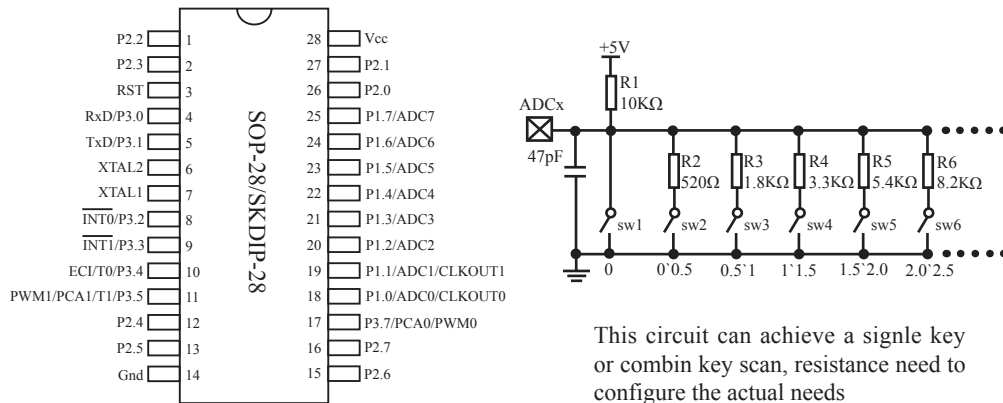 P2.2 1
P2.3 2
RST 3
RxD/P3.0 4
TxD/P3.1 5
XTAL2 6
XTAL1 7
INT0/P3.2 8
INT1/P3.3 9
ECI/T0/P3.4 10
PWM1/PCA1/T1/P3.5 11
P2.4 12
P2.5 13
Gnd 14
SOP-28/SKDIP-28
28 Vcc
27 P2.1
26 P2.0
25 P1.7/ADC7
24 P1.6/ADC6
23 P1.5/ADC5
22 P1.4/ADC4
21 P1.3/ADC3
20 P1.2/ADC2
19 P1.1/ADC1/CLKOUT1
18 P1.0/ADC0/CLKOUT0
17 P3.7/PCA0/PWM0
16 P2.7
15 P2.6
+5V
R1
10KΩ
ADCx
47pF
R2 R3 R4 R5 R6
520Ω 1.8KΩ 3.3KΩ 5.4KΩ 8.2KΩ
sw1 sw2 sw3 sw4 sw5 sw6
0 0`0.5 0.5`1 1`1.5 1.5`2.0 2.0`2.5
This circuit can achieve a signle key
or combin key scan, resistance need to
configure the actual needs